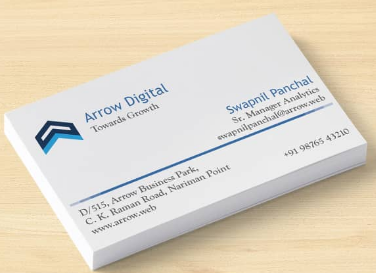 Arrow Digital
Towards Growth
Swapnil Panchal
Sr. Manager Analytics
swapnilpanchal@arrow.web
+91 98765 43210
D/515, Arrow Business Park,
C. K. Raman Road, Nariman Point
www.arrow.web